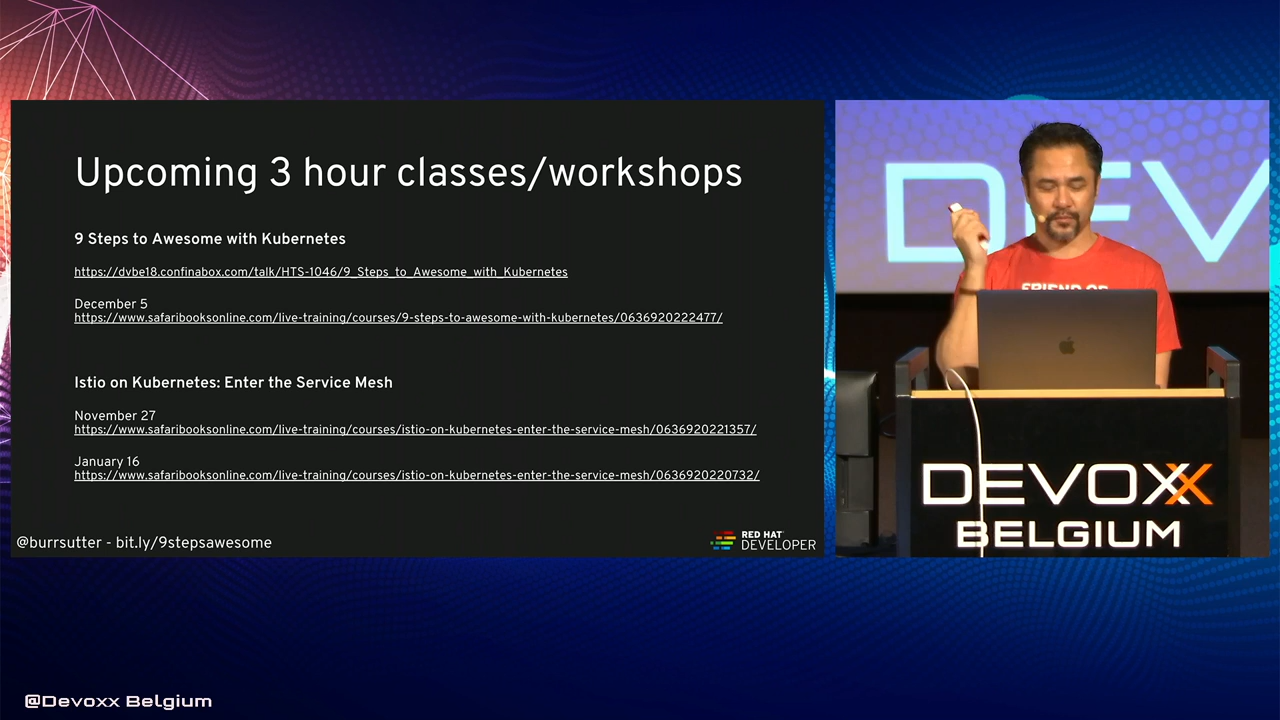 Upcoming 3 hour classes/workshops
9 Steps to Awesome with Kubernetes
https://dvbe18.confinabox.com/talk/HTS-1046/9_Steps_to_Awesome_with_Kubernetes
December 5
https://www.safaribooksonline.com/live-training/courses/9-steps-to-awesome-with-kubernetes/0636920222477/
Istio on Kubernetes: Enter the Service Mesh
November 27
https://www.safaribooksonline.com/live-training/courses/istio-on-kubernetes-enter-the-service-mesh/0636920221357/
January 16
https://www.safaribooksonline.com/live-training/courses/istio-on-kubernetes-enter-the-service-mesh/0636920220732/
@burrsutter - bit.ly/9stepsawesome
RED HAT
DEVELOPER
DEV
FRIEND OF
DEVOXX
BELGIUM
@Devoxx Belgium